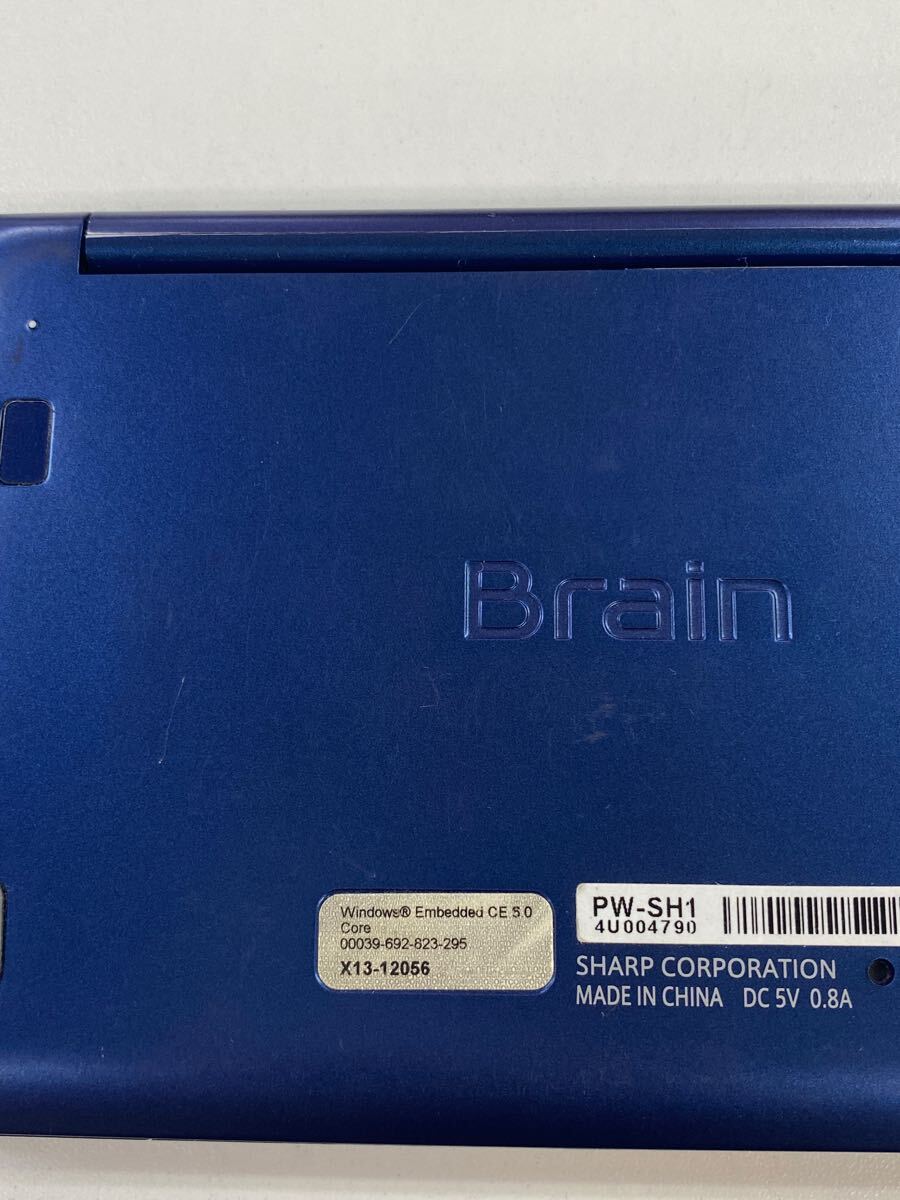 Brain
Windows® Embedded CE 6.0
Core
00039-692-823-295
X13-12056
PW-SH1
4U004790
SHARP CORPORATION
MADE IN CHINA DC 5V 0.8A